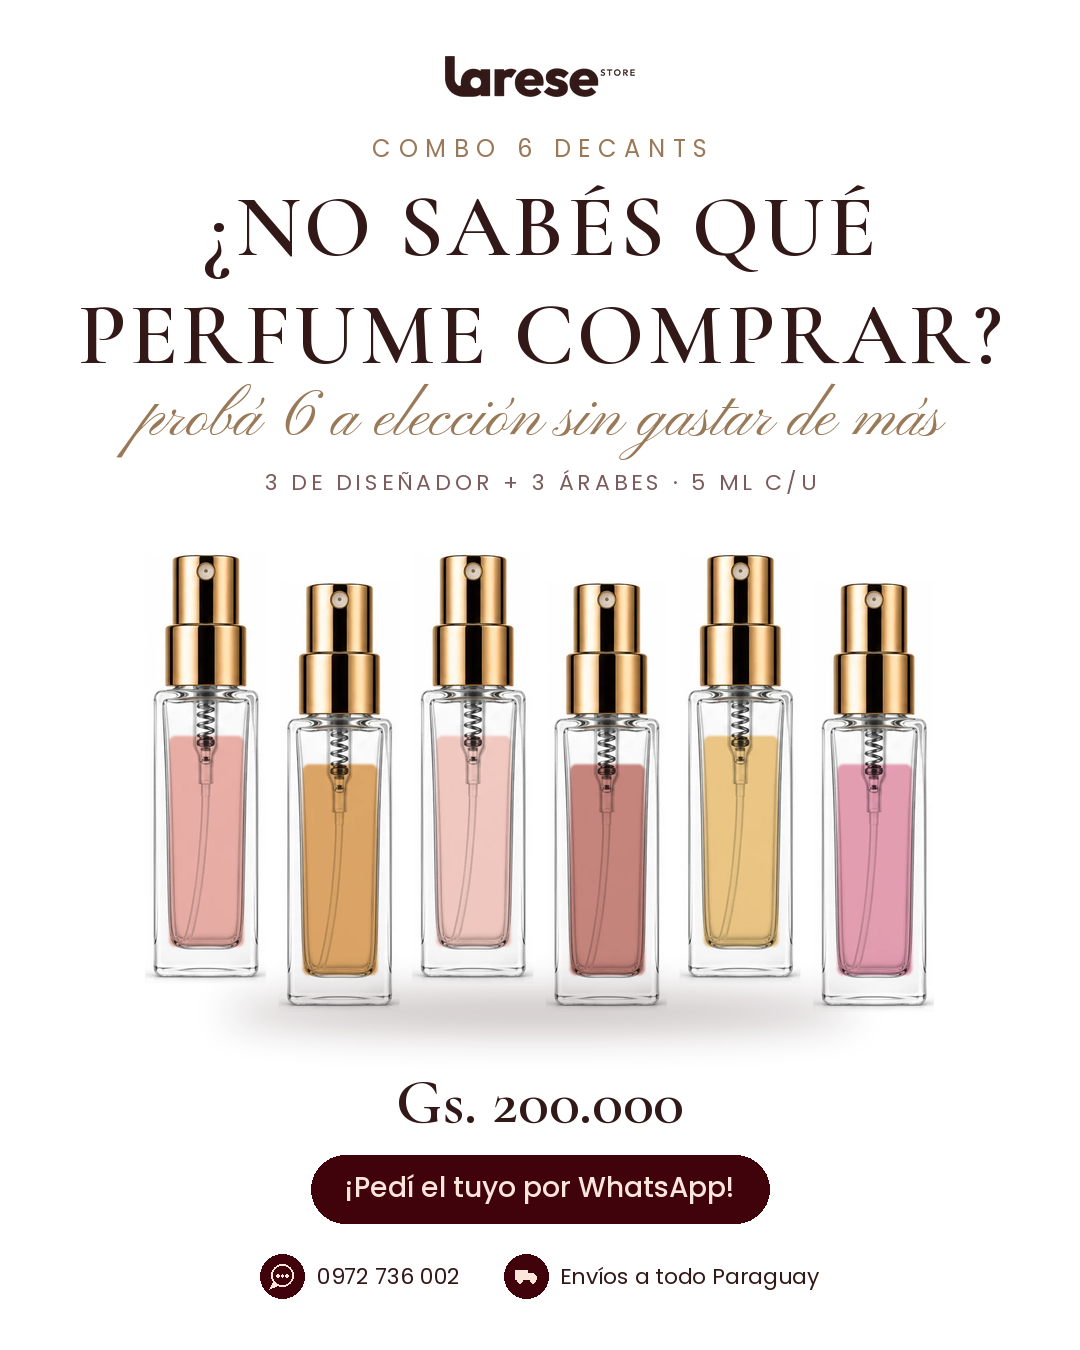 Larese STORE
COMBO 6 DECANTS
¿NO SABÉS QUÉ
PERFUME COMPRAR?
probá 6 a elección sin gastar de más
3 DE DISEÑADOR + 3 ÁRABES · 5 ML C/U
Gs. 200.000
¡Pedí el tuyo por WhatsApp!
0972 736 002
Envíos a todo Paraguay